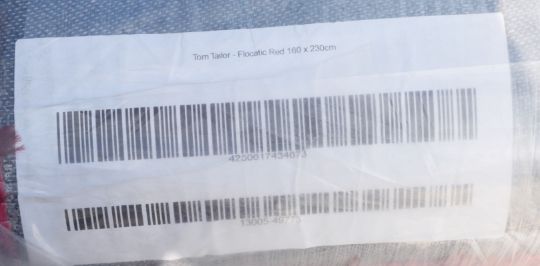 Tom Tailor - Flocatic Red 160 x 230cm
4250617434673